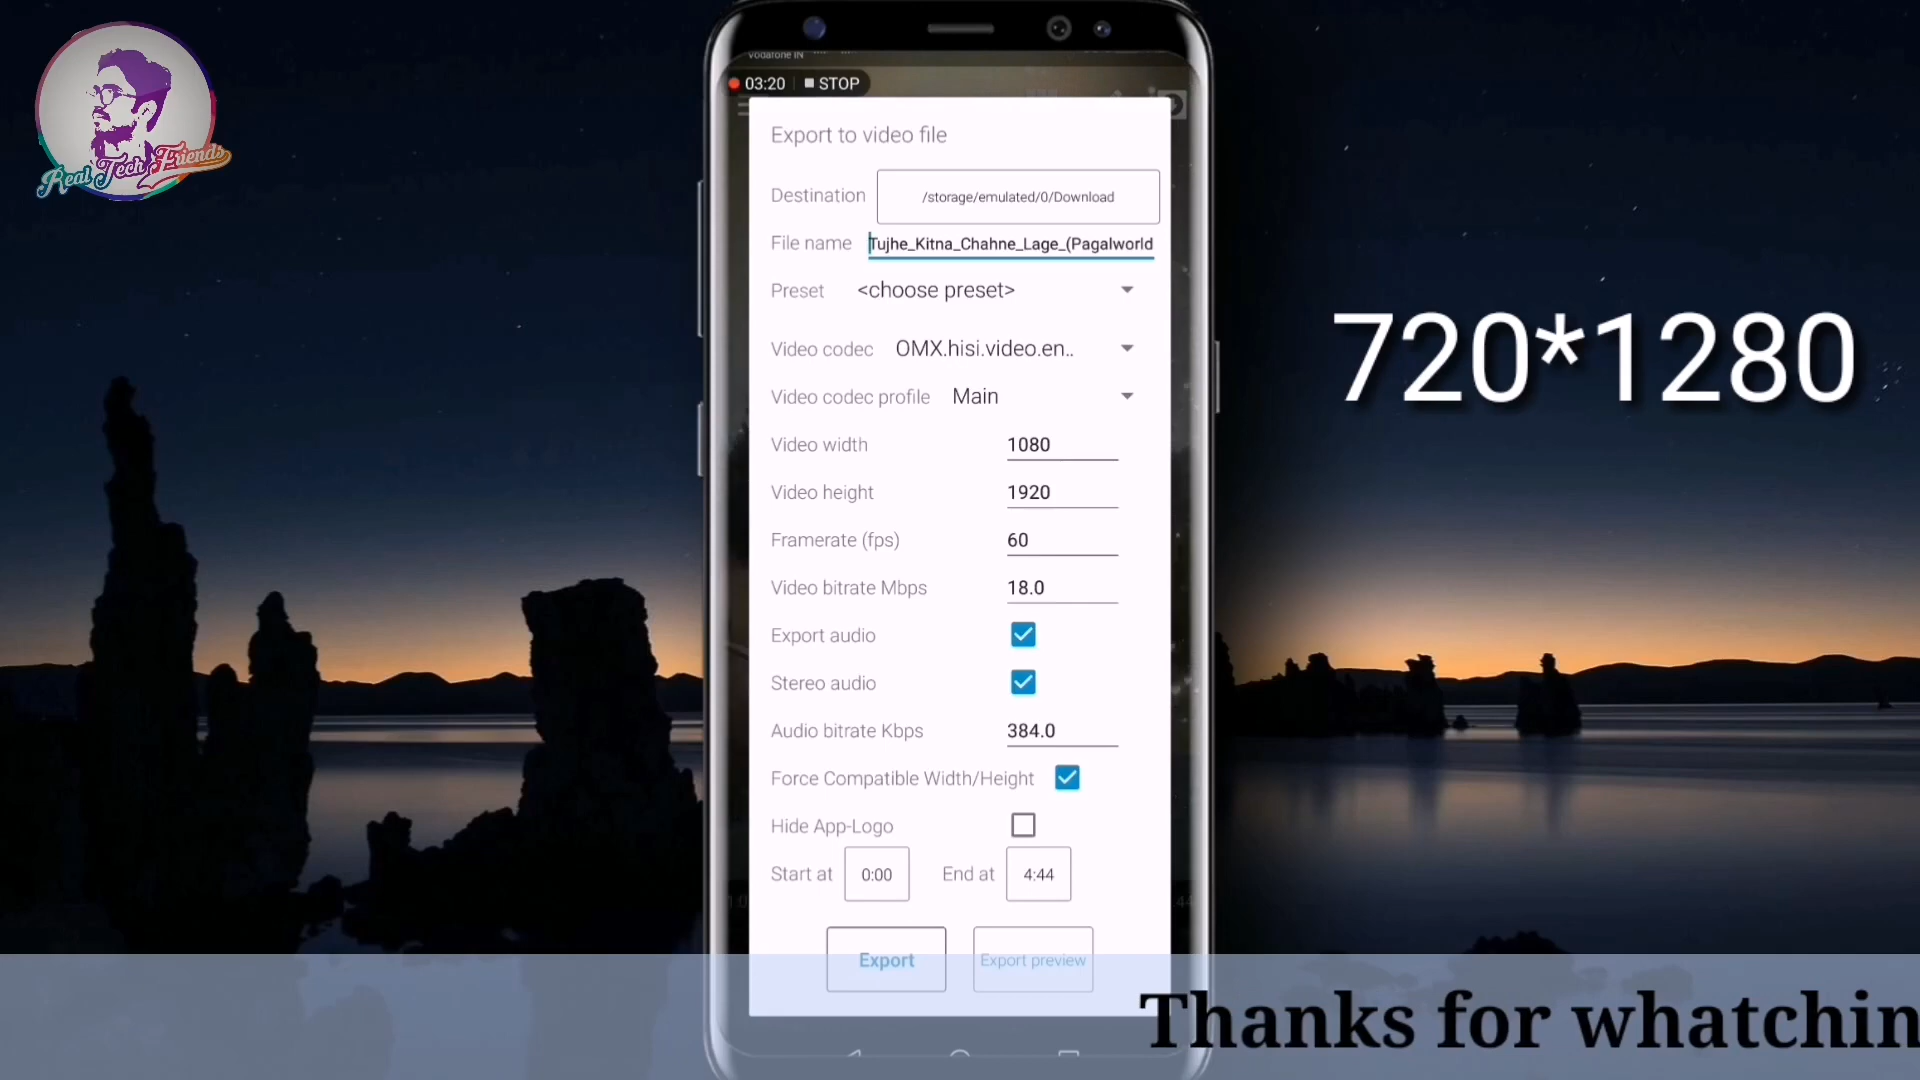 Real Tech Friends
Vodafone IN
03:20 STOP
Export to video file
Destination /storage/emulated/0/Download
File name Tujhe_Kitna_Chahne_Lage_(Pagalworld
Preset <choose preset>
Video codec OMX.hisi.video.en..
Video codec profile Main
Video width 1080
Video height 1920
Framerate (fps) 60
Video bitrate Mbps 18.0
Export audio
Stereo audio
Audio bitrate Kbps 384.0
Force Compatible Width/Height
Hide App-Logo
Start at 0:00 End at 4:44
Export Export preview
720*1280
Thanks for whatchin